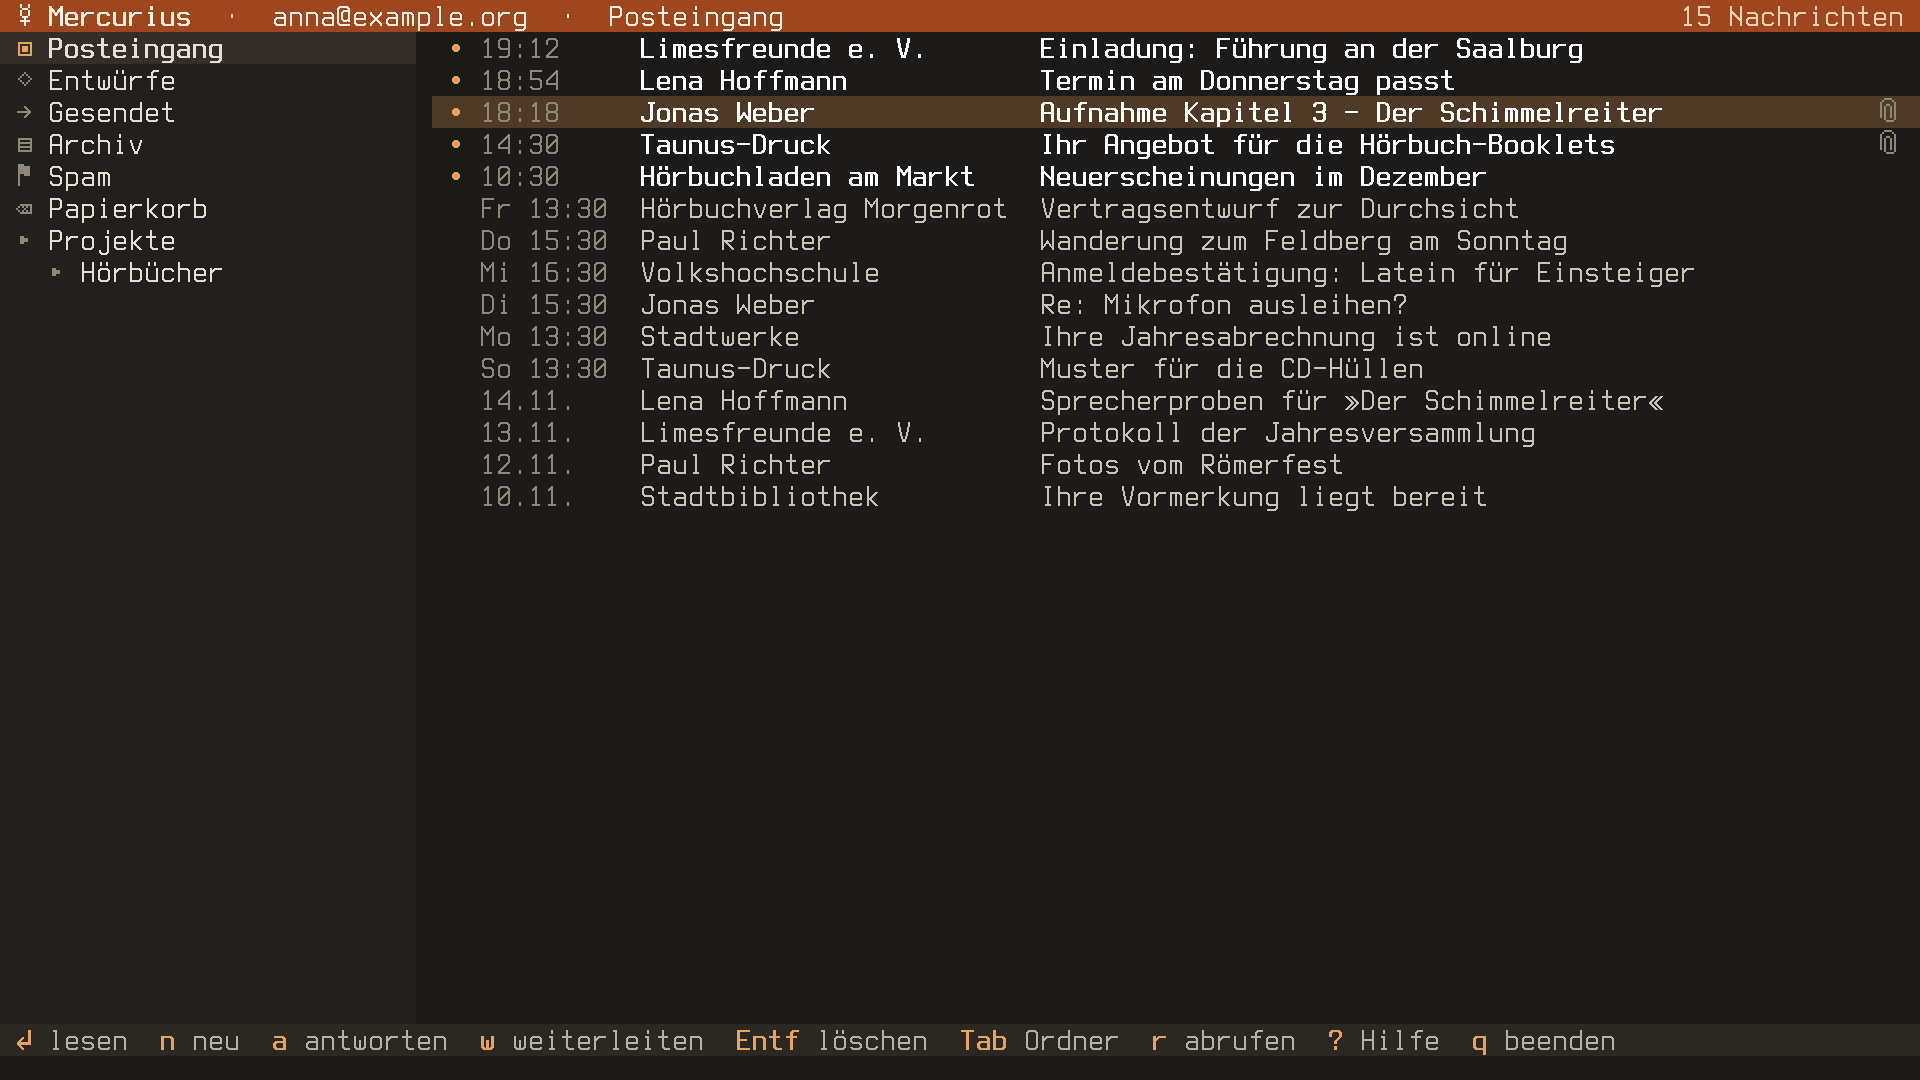 ☿ Mercurius · anna@example.org · Posteingang 15 Nachrichten
Posteingang
Entwürfe
Gesendet
Archiv
Spam
Papierkorb
Projekte
Hörbücher
• 19:12 Limesfreunde e. V. Einladung: Führung an der Saalburg
• 18:54 Lena Hoffmann Termin am Donnerstag passt
• 18:18 Jonas Weber Aufnahme Kapitel 3 – Der Schimmelreiter
• 14:30 Taunus-Druck Ihr Angebot für die Hörbuch-Booklets
• 10:30 Hörbuchladen am Markt Neuerscheinungen im Dezember
Fr 13:30 Hörbuchverlag Morgenrot Vertragsentwurf zur Durchsicht
Do 15:30 Paul Richter Wanderung zum Feldberg am Sonntag
Mi 16:30 Volkshochschule Anmeldebestätigung: Latein für Einsteiger
Di 15:30 Jonas Weber Re: Mikrofon ausleihen?
Mo 13:30 Stadtwerke Ihre Jahresabrechnung ist online
So 13:30 Taunus-Druck Muster für die CD-Hüllen
14.11. Lena Hoffmann Sprecherproben für »Der Schimmelreiter«
13.11. Limesfreunde e. V. Protokoll der Jahresversammlung
12.11. Paul Richter Fotos vom Römerfest
10.11. Stadtbibliothek Ihre Vormerkung liegt bereit
↲ lesen n neu a antworten w weiterleiten Entf löschen Tab Ordner r abrufen ? Hilfe q beenden